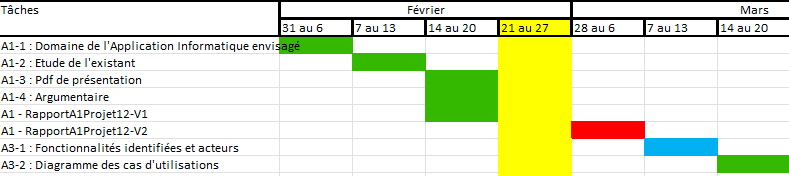 Tâches Février Mars
31 au 6 7 au 13 14 au 20 21 au 27 28 au 6 7 au 13 14 au 20
A1-1 : Domaine de l'Application Informatique envisagé
A1-2 : Etude de l'existant
A1-3 : Pdf de présentation
A1-4 : Argumentaire
A1 - RapportA1Projet12-V1
A1 - RapportA1Projet12-V2
A3-1 : Fonctionnalités identifiées et acteurs
A3-2 : Diagramme des cas d'utilisations